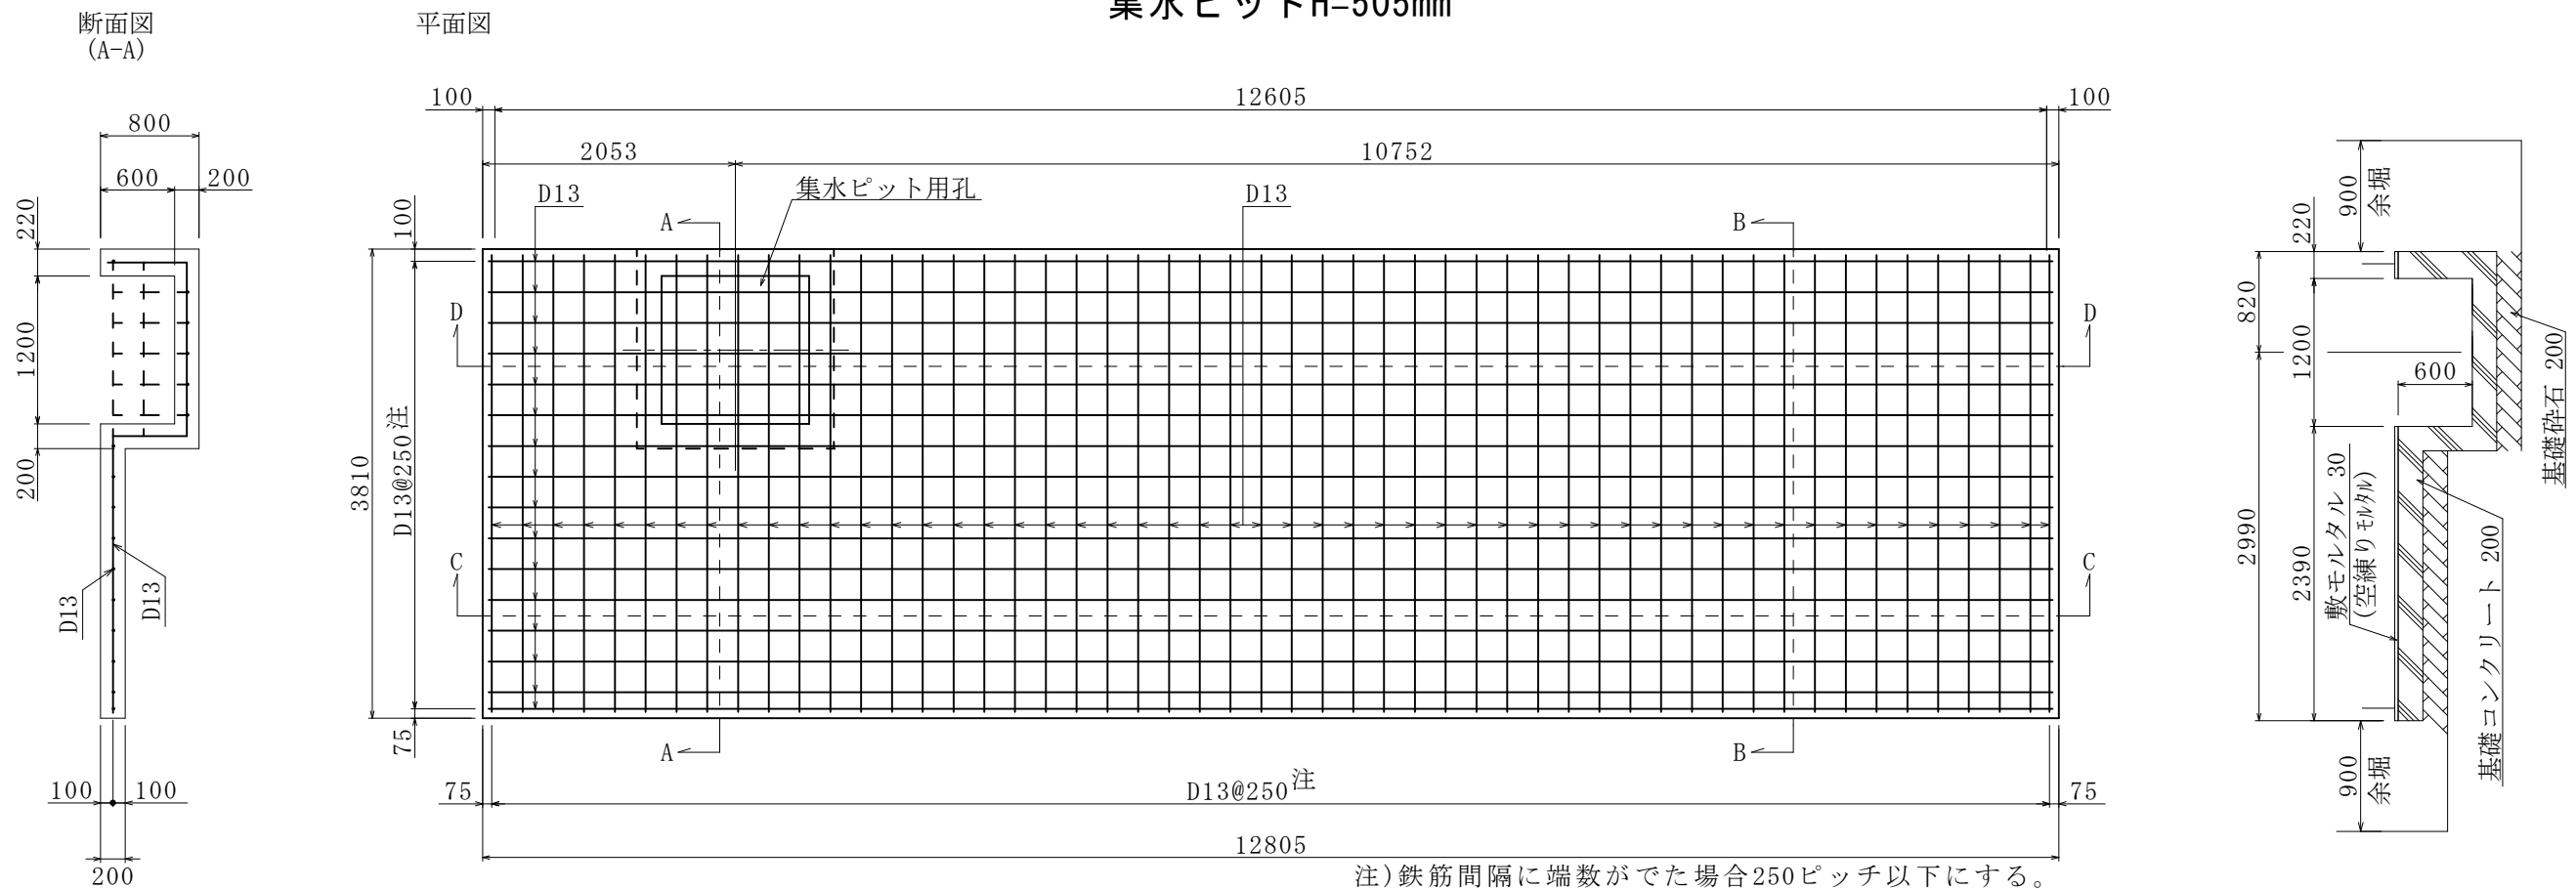 集水ピットH=505mm
断面図
(A-A)
平面図
800
600
200
220
1200
200
D13
D13
100
100
200
100
12605
100
2053
10752
D13
集水ピット用孔
D13
A
B
100
D13@250注
3810
75
D
D
C
C
A
B
75
D13@250注
75
12805
注)鉄筋間隔に端数がでた場合250ピッチ以下にする。
900
余堀
220
820
1200
600
2990
2390
敷モルタル 30
(空練りモルタル)
基礎コンクリート 200
基礎砕石 200
900
余堀